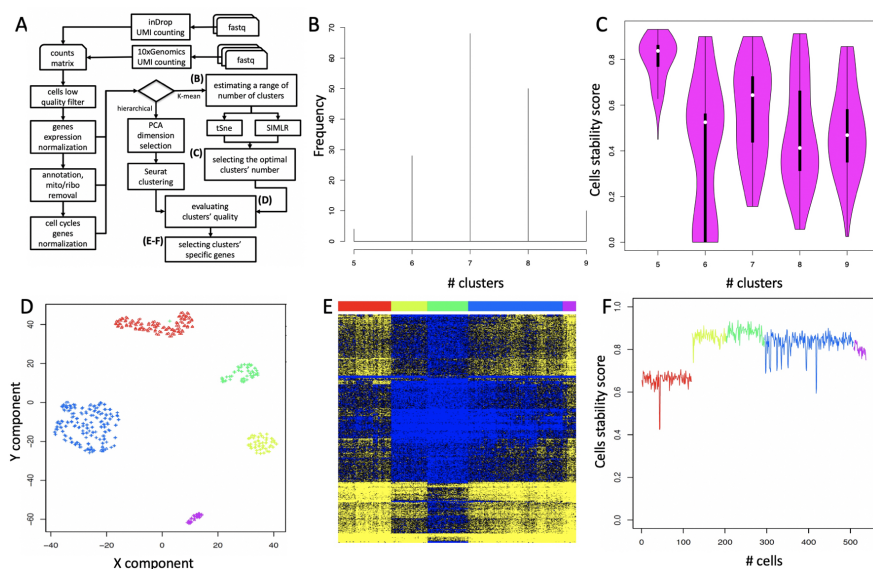 A
inDrop
UMI counting
fastq
10xGenomics
UMI counting
fastq
counts
matrix
cells low
quality filter
genes
expression
normalization
annotation,
mito/ribo
removal
cell cycles
genes
normalization
hierarchical
K-mean
PCA
dimension
selection
Seurat
clustering
(B)
estimating a range
of number of clusters
tSne
SIMLR
(C)
selecting the optimal
clusters' number
(D)
evaluating
clusters' quality
(E-F)
selecting clusters'
specific genes
B
Frequency
70
60
50
40
30
20
10
0
5
6
7
8
9
# clusters
C
Cells stability score
0.8
0.6
0.4
0.2
0.0
5
6
7
8
9
# clusters
D
Y component
40
20
0
-20
-40
-60
-40
-20
0
20
40
X component
E
F
Cells stability score
1.0
0.8
0.6
0.4
0.2
0.0
0
100
200
300
400
500
# cells